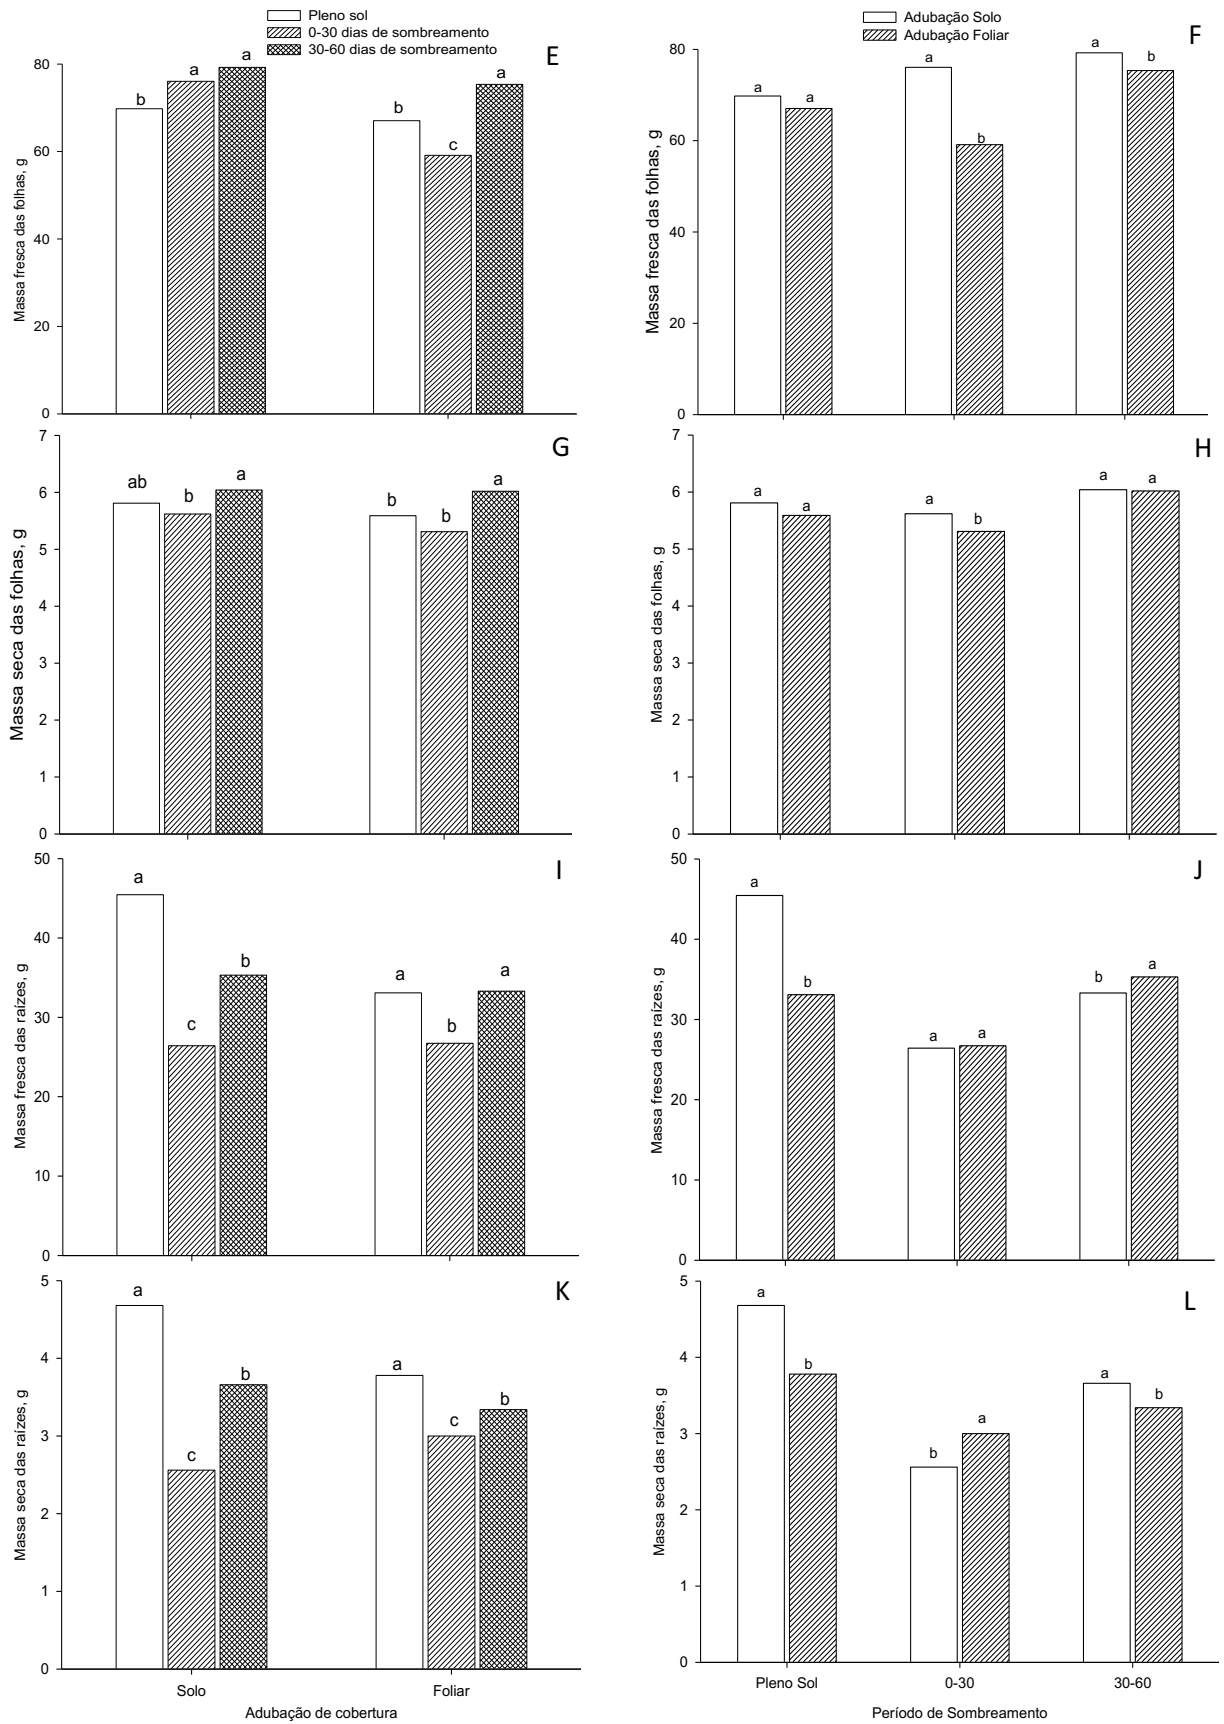 Pleno sol
0-30 dias de sombreamento
30-60 dias de sombreamento
E
Massa fresca das folhas, g
80
60
40
20
0
b
a
a
b
c
a
Adubação Solo
Adubação Foliar
F
Massa fresca das folhas, g
80
60
40
20
0
a
a
a
b
a
b
G
Massa seca das folhas, g
7
6
5
4
3
2
1
0
ab
b
a
b
b
a
H
Massa seca das folhas, g
7
6
5
4
3
2
1
0
a
a
a
b
a
a
I
Massa fresca das raízes, g
50
40
30
20
10
0
a
c
b
a
b
a
J
Massa fresca das raízes, g
50
40
30
20
10
0
a
b
a
a
b
a
K
Massa seca das raízes, g
5
4
3
2
1
0
a
c
b
a
c
b
Solo
Foliar
Adubação de cobertura
L
Massa seca das raízes, g
5
4
3
2
1
0
a
b
b
a
a
b
Pleno Sol
0-30
30-60
Período de Sombreamento